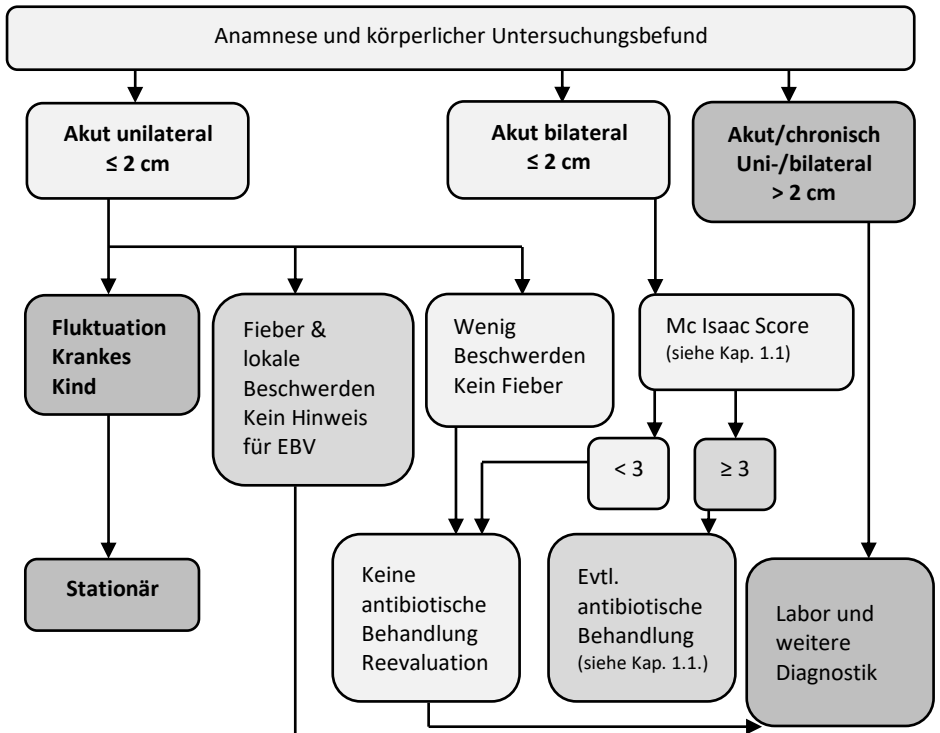 Anamnese und körperlicher Untersuchungsbefund
Akut unilateral
≤ 2 cm
Akut bilateral
≤ 2 cm
Akut/chronisch
Uni-/bilateral
> 2 cm
Fluktuation
Krankes
Kind
Fieber &
lokale
Beschwerden
Kein Hinweis
für EBV
Wenig
Beschwerden
Kein Fieber
Mc Isaac Score
(siehe Kap. 1.1)
< 3
≥ 3
Stationär
Keine
antibiotische
Behandlung
Reevaluation
Evtl.
antibiotische
Behandlung
(siehe Kap. 1.1.)
Labor und
weitere
Diagnostik